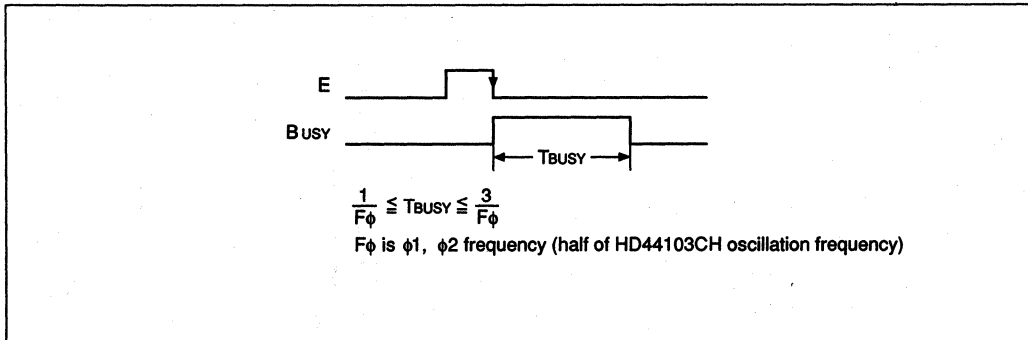 E
BUSY
TBUSY
1/Fφ ≦ TBUSY ≦ 3/Fφ
Fφ is φ1, φ2 frequency (half of HD44103CH oscillation frequency)